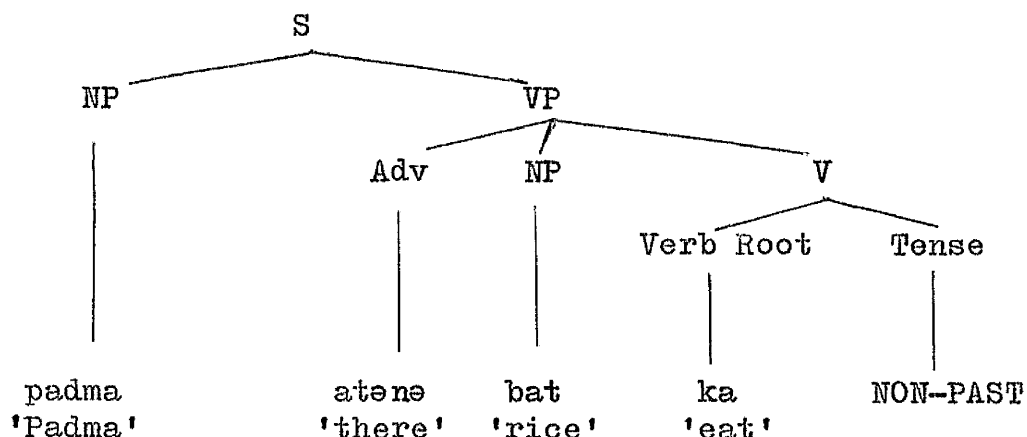 S
NP VP
Adv NP V
Verb Root Tense
padma atənə bat ka NON-PAST
'Padma' 'there' 'rice' 'eat'